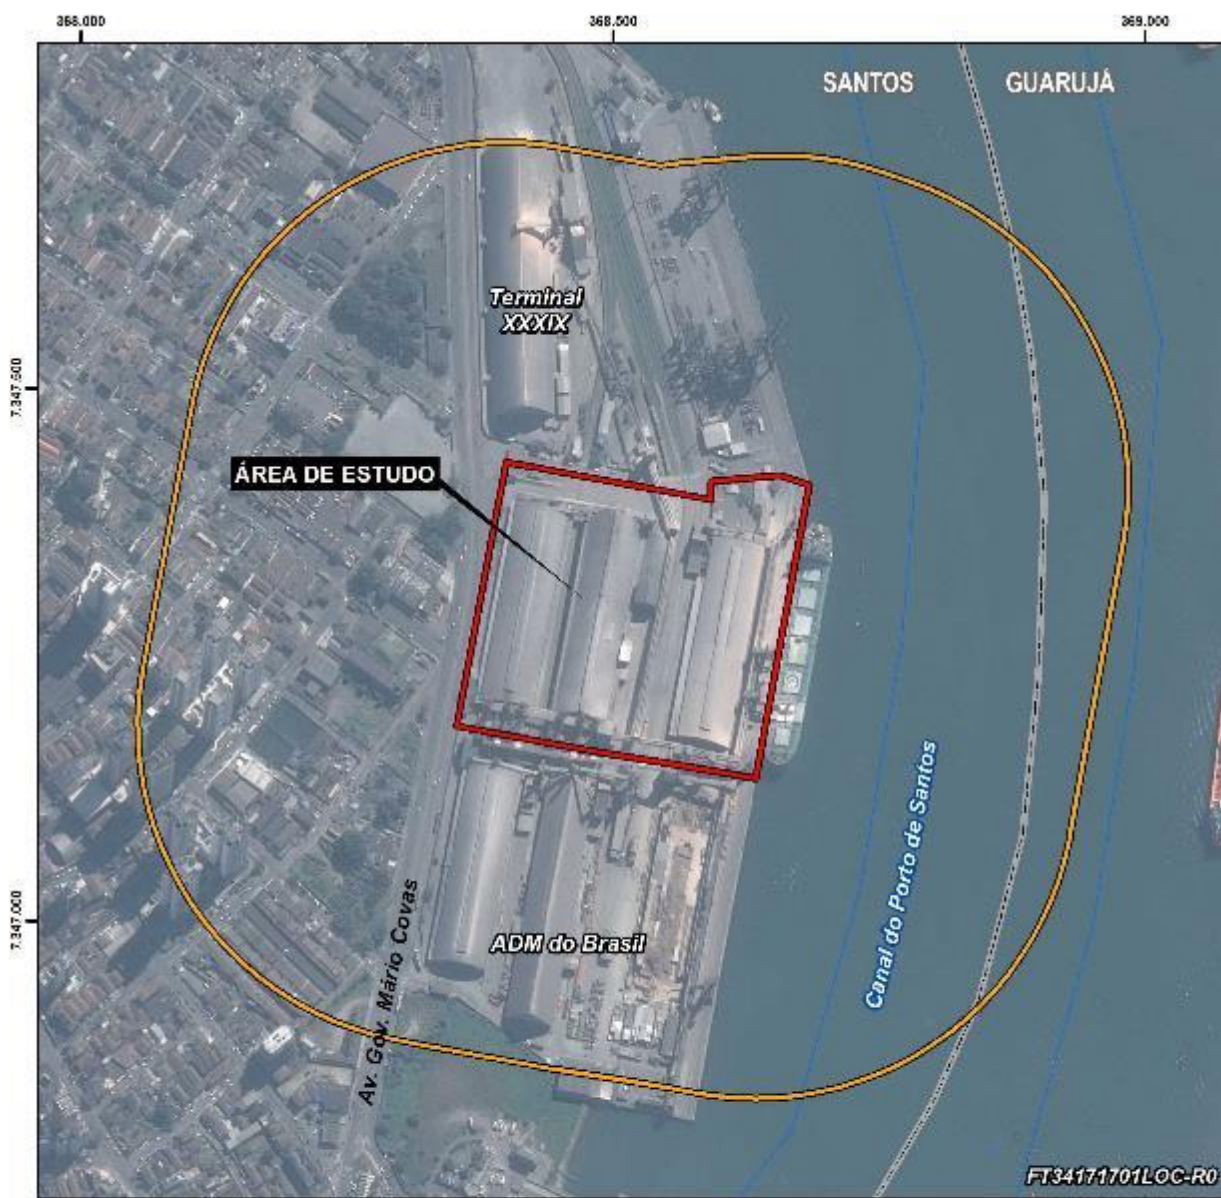 368.000
368.500
369.000
SANTOS
GUARUJÁ
Terminal
XXXIX
7.347.500
ÁREA DE ESTUDO
Canal do Porto de Santos
7.347.000
ADM do Brasil
Av. Gov. Mário Covas
FT34171701LOC-R0